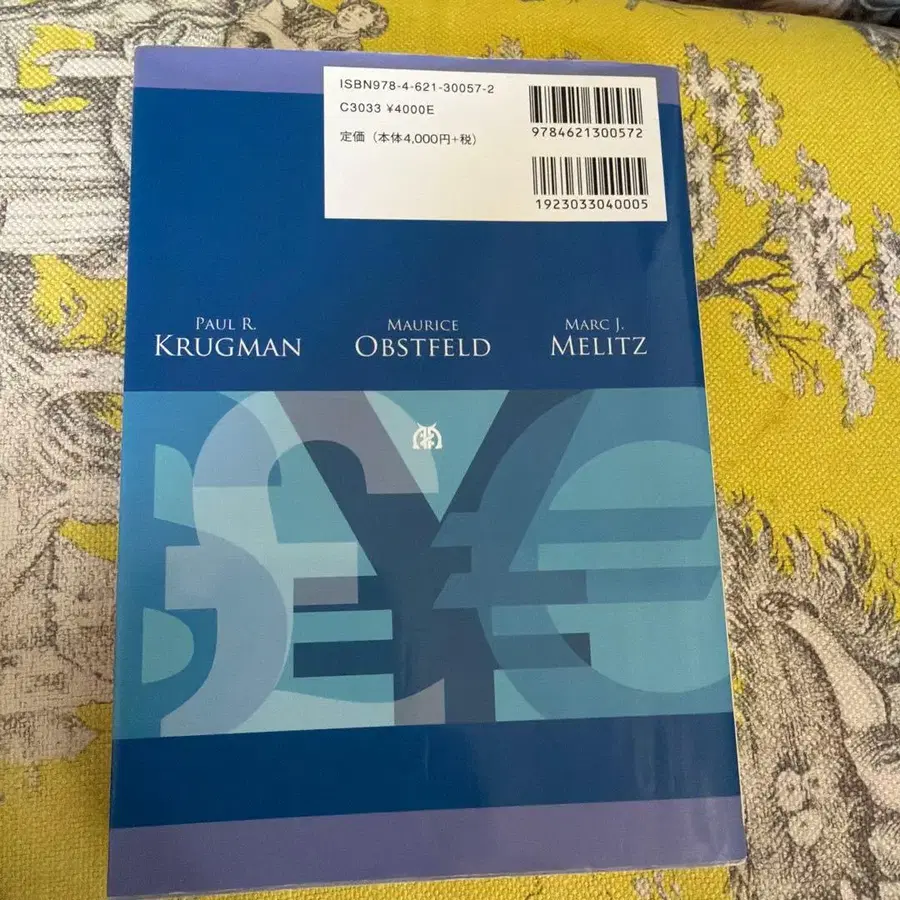 ISBN978-4-621-30057-2
C3033 ¥4000E
定価（本体4,000円+税）
9784621300572
1923033040005
PAUL R.
KRUGMAN
MAURICE
OBSTFELD
MARC J.
MELITZ